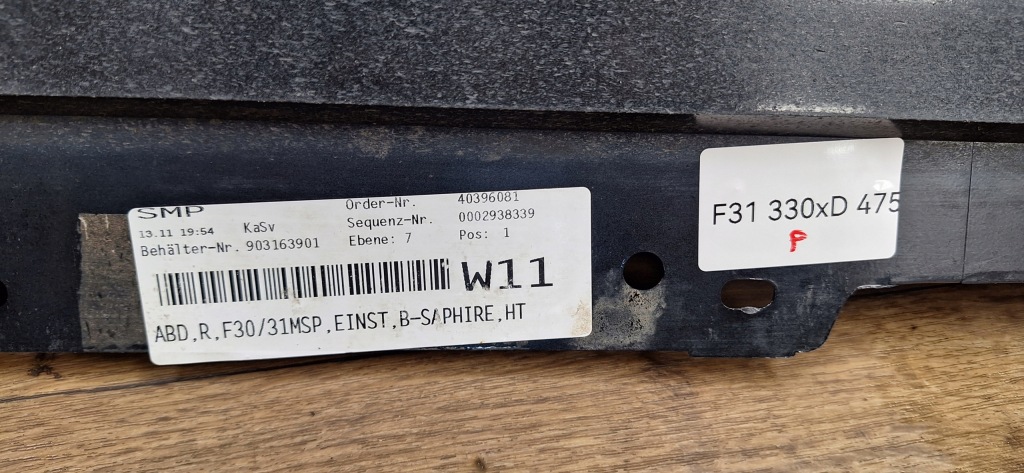 SMP
13.11 19:54 KaSv
Order-Nr. 40396081
Sequenz-Nr. 0002938339
Behälter-Nr. 903163901 Ebene: 7 Pos: 1
W11
ABD,R,F30/31MSP,EINST,B-SAPHIRE,HT
F31 330xD 475
P